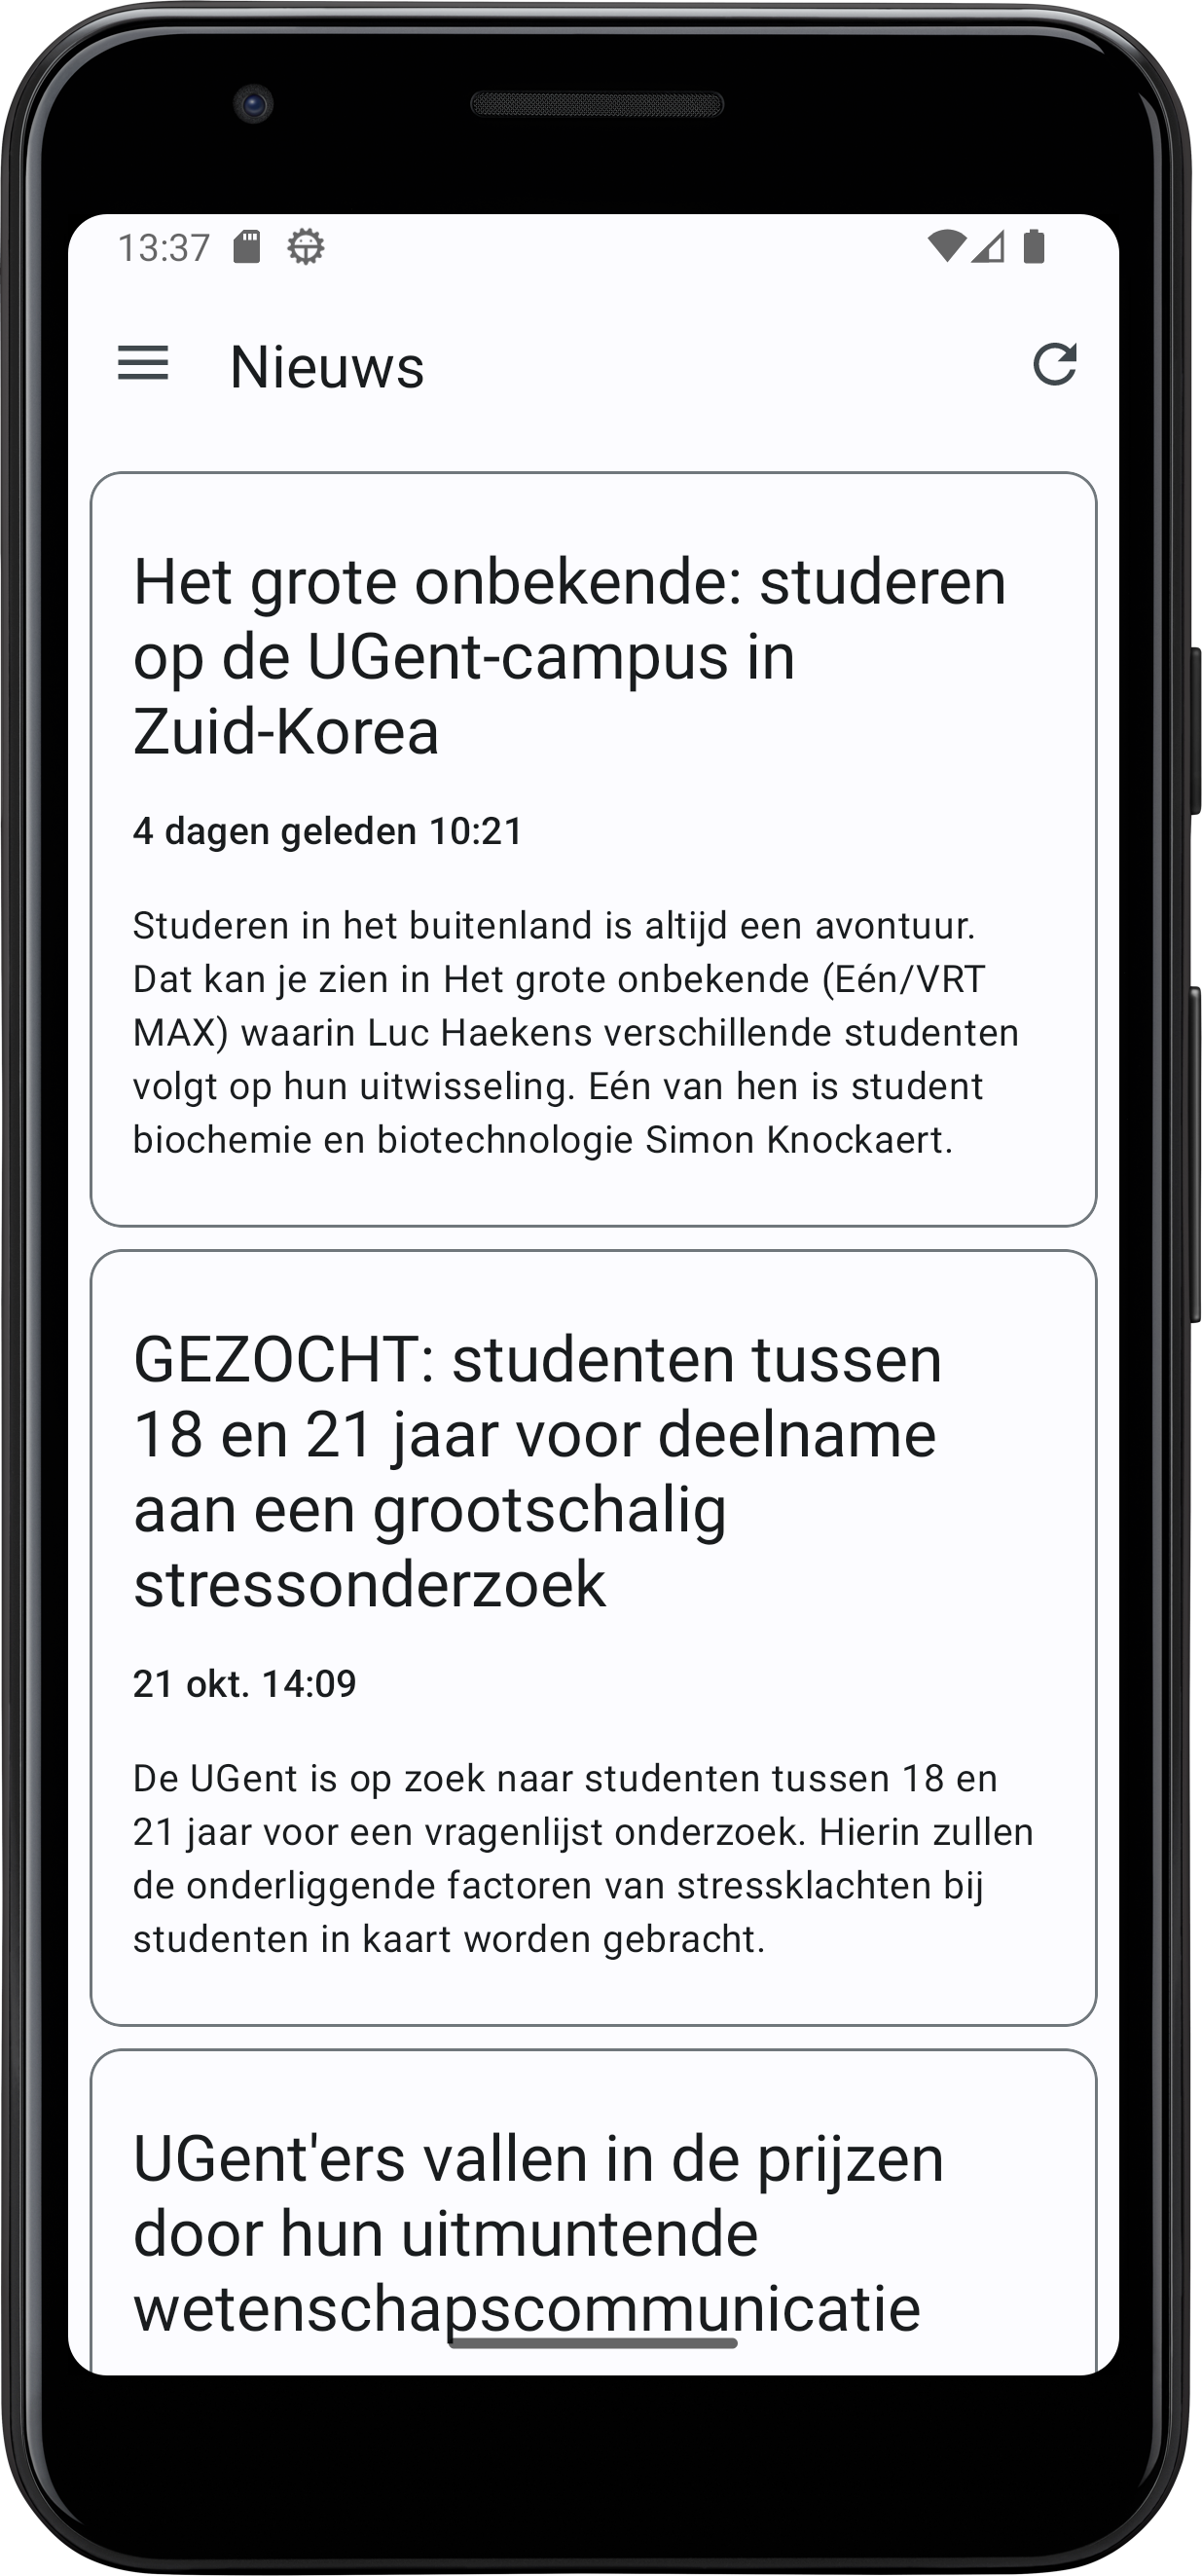 13:37
Nieuws
Het grote onbekende: studeren
op de UGent-campus in
Zuid-Korea
4 dagen geleden 10:21
Studeren in het buitenland is altijd een avontuur.
Dat kan je zien in Het grote onbekende (Eén/VRT
MAX) waarin Luc Haekens verschillende studenten
volgt op hun uitwisseling. Eén van hen is student
biochemie en biotechnologie Simon Knockaert.
GEZOCHT: studenten tussen
18 en 21 jaar voor deelname
aan een grootschalig
stressonderzoek
21 okt. 14:09
De UGent is op zoek naar studenten tussen 18 en
21 jaar voor een vragenlijst onderzoek. Hierin zullen
de onderliggende factoren van stressklachten bij
studenten in kaart worden gebracht.
UGent'ers vallen in de prijzen
door hun uitmuntende
wetenschapscommunicatie